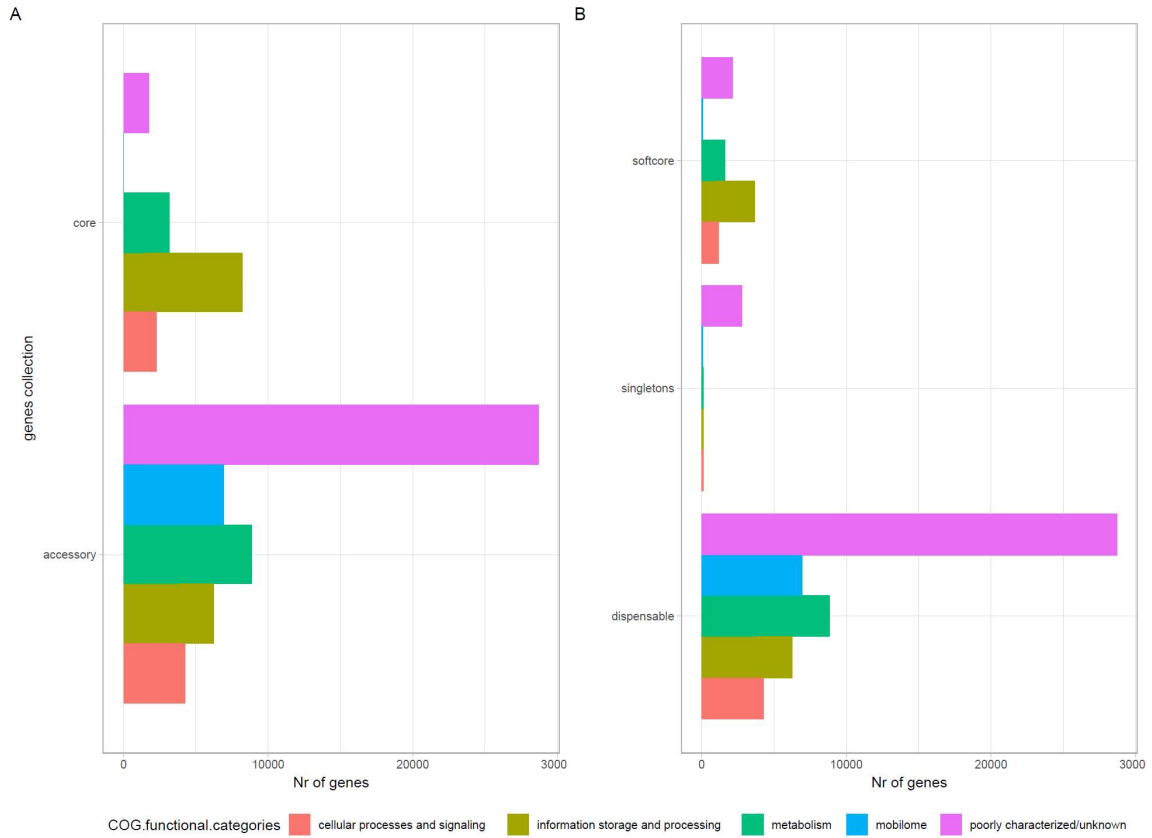 A
B
genes collection
core
accessory
0
10000
20000
3000
Nr of genes
softcore
singletons
dispensable
0
10000
20000
3000
Nr of genes
COG.functional.categories cellular processes and signaling information storage and processing metabolism mobilome poorly characterized/unknown